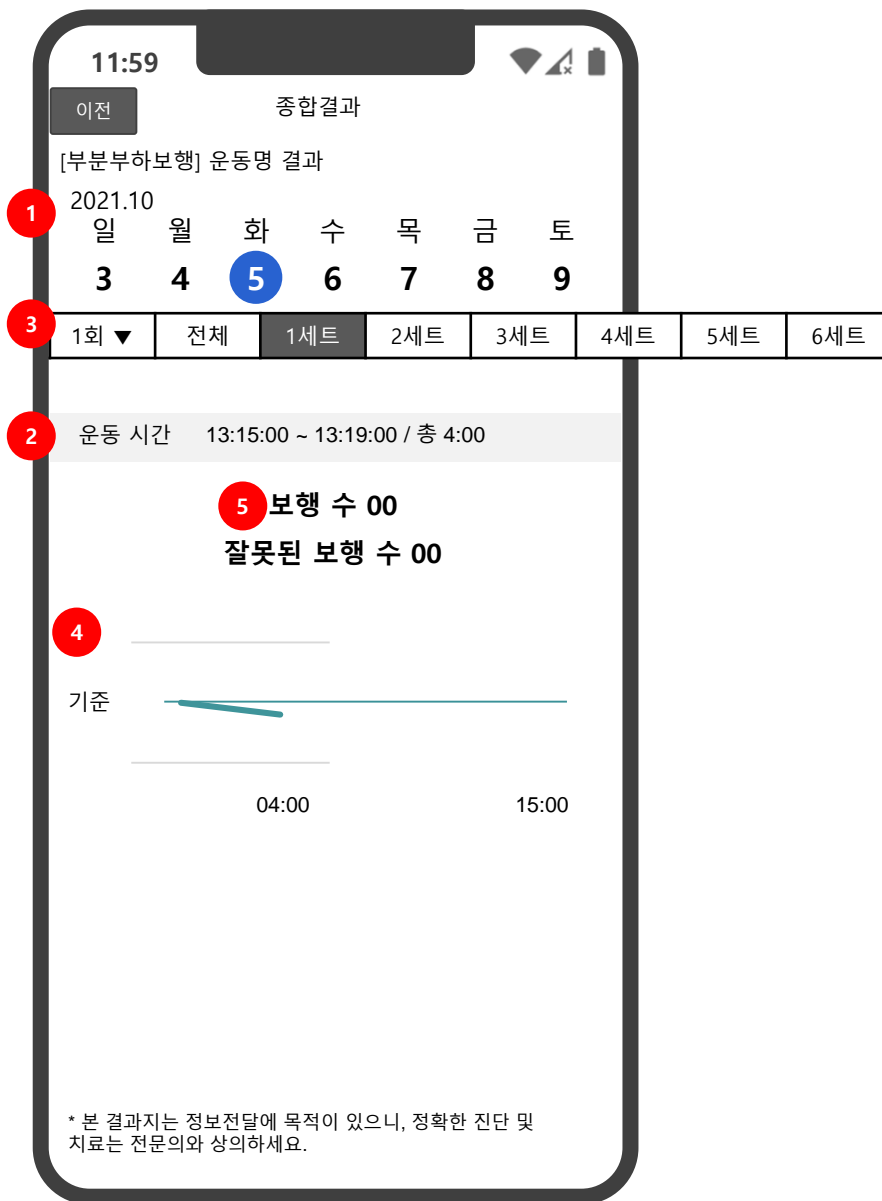 11:59
이전 종합결과
[부분부하보행] 운동명 결과
1
2021.10
일 월 화 수 목 금 토
3 4 5 6 7 8 9
3
1회 ▼ 전체 1세트 2세트 3세트 4세트 5세트 6세트
2 운동 시간 13:15:00 ~ 13:19:00 / 총 4:00
5 보행 수 00
잘못된 보행 수 00
4
기준
04:00 15:00
* 본 결과지는 정보전달에 목적이 있으니, 정확한 진단 및
치료는 전문의와 상의하세요.